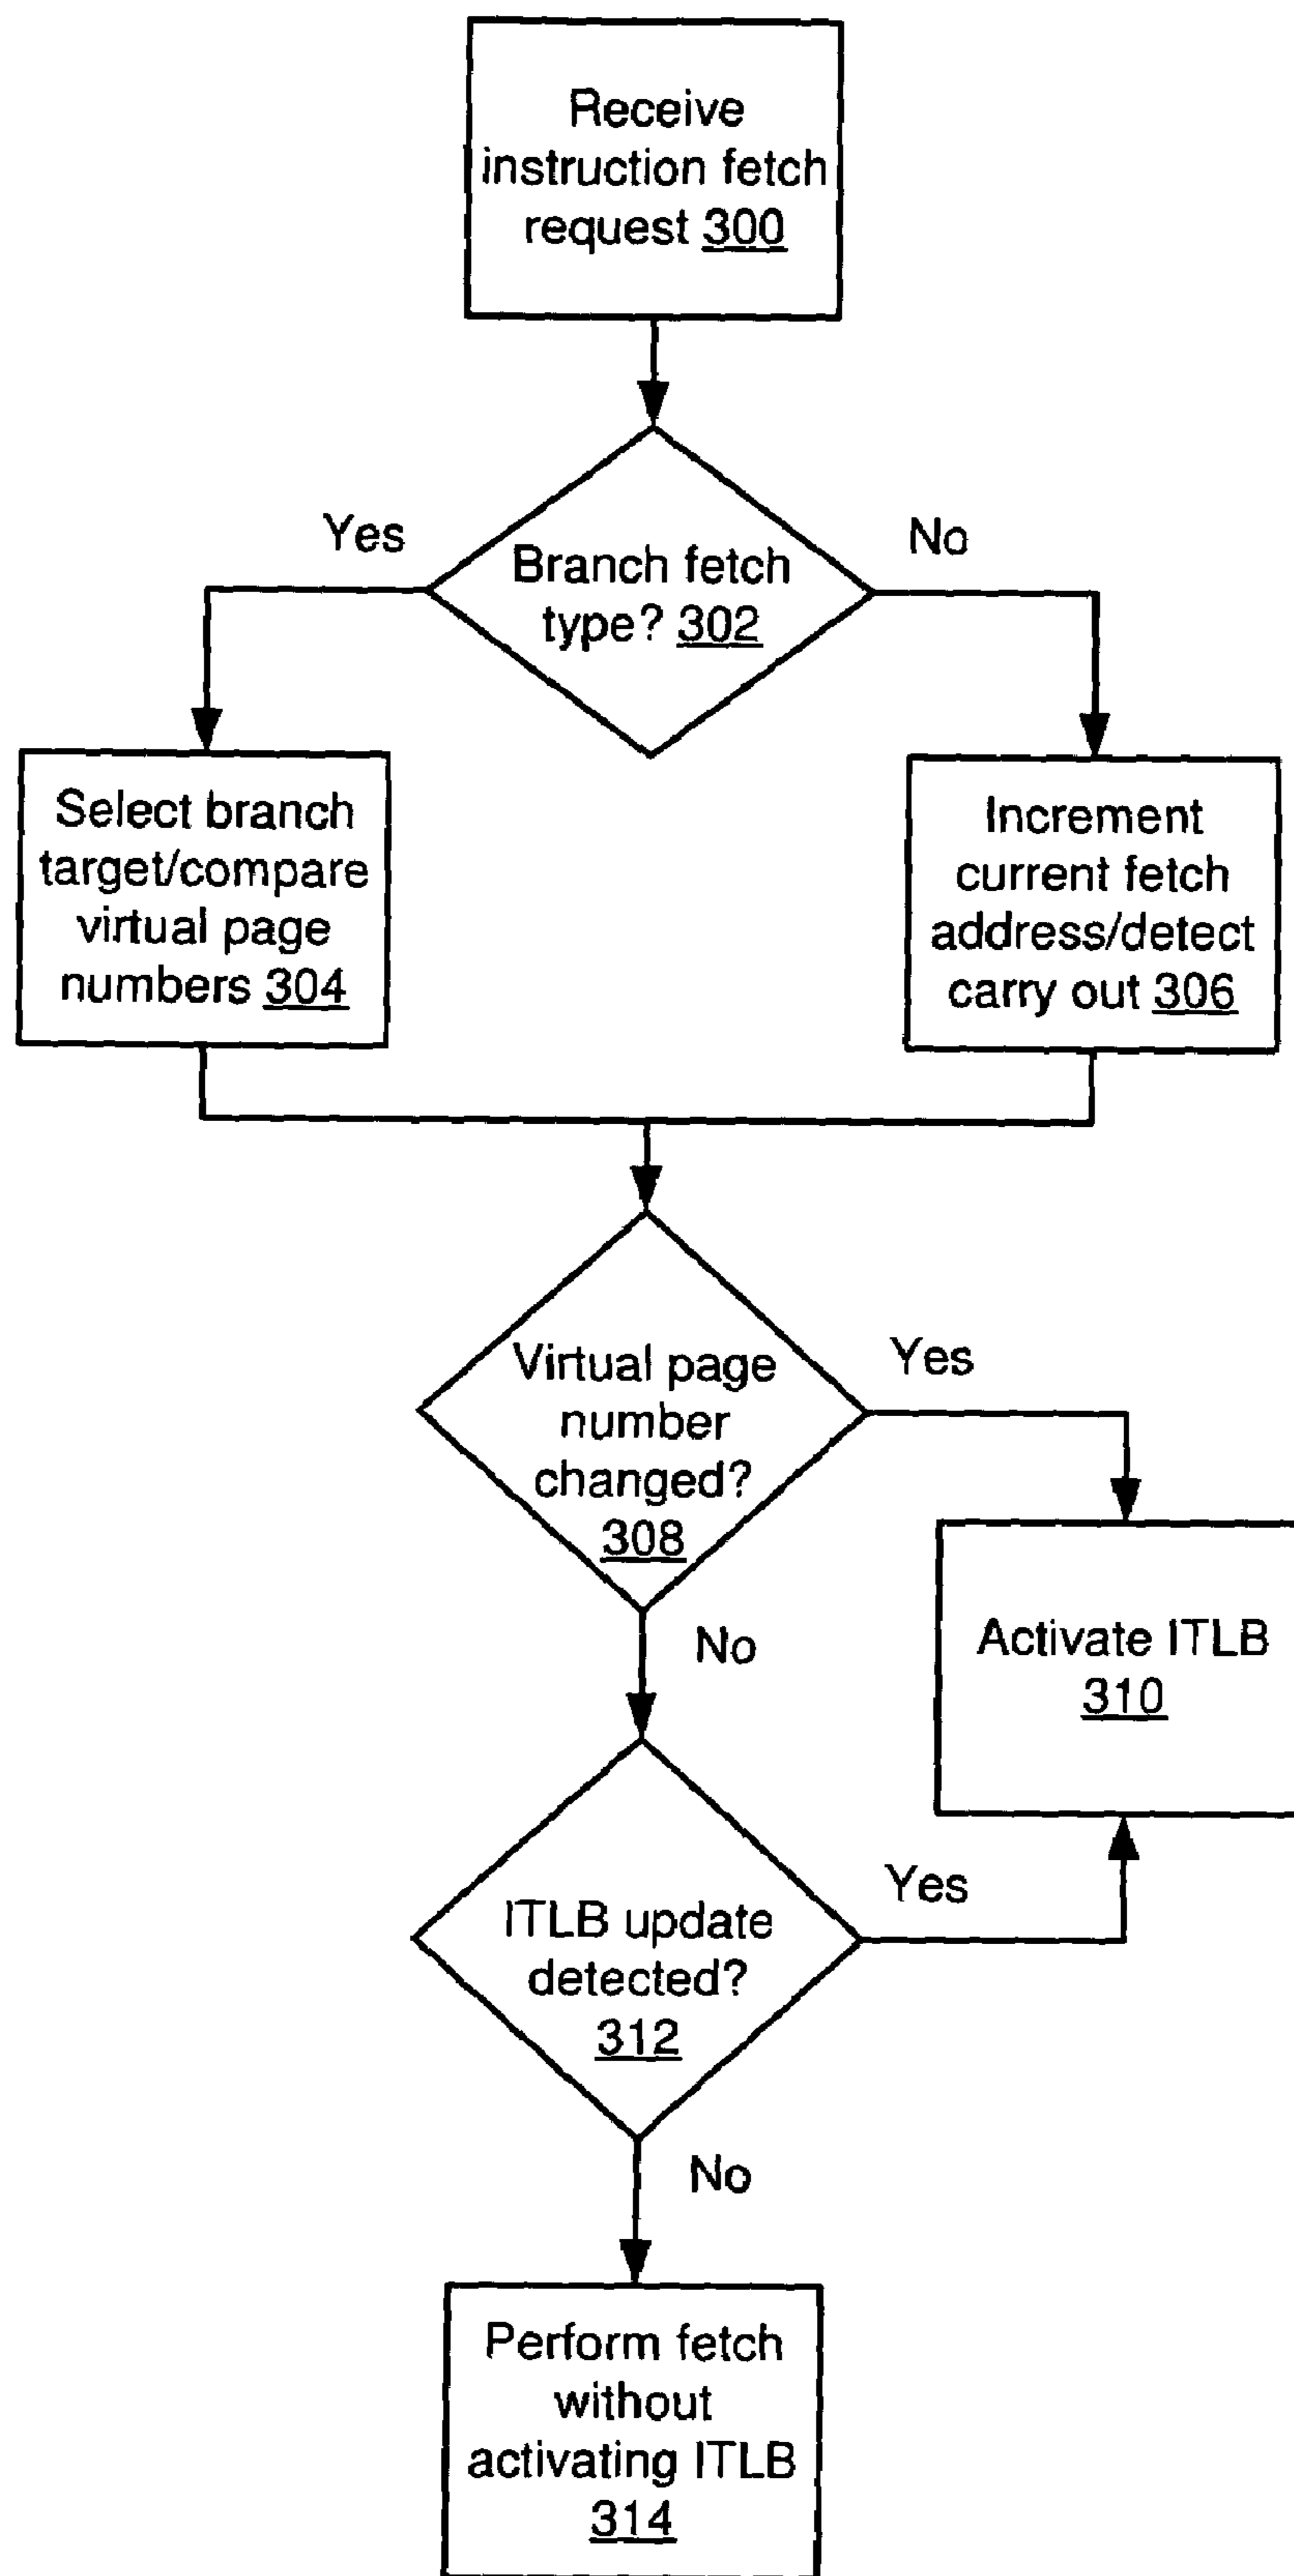 Receive
instruction fetch
request 300
Yes
No
Branch fetch
type? 302
Select branch
target/compare
virtual page
numbers 304
Increment
current fetch
address/detect
carry out 306
Virtual page
number
changed?
308
Yes
No
Activate ITLB
310
ITLB update
detected?
312
Yes
No
Perform fetch
without
activating ITLB
314